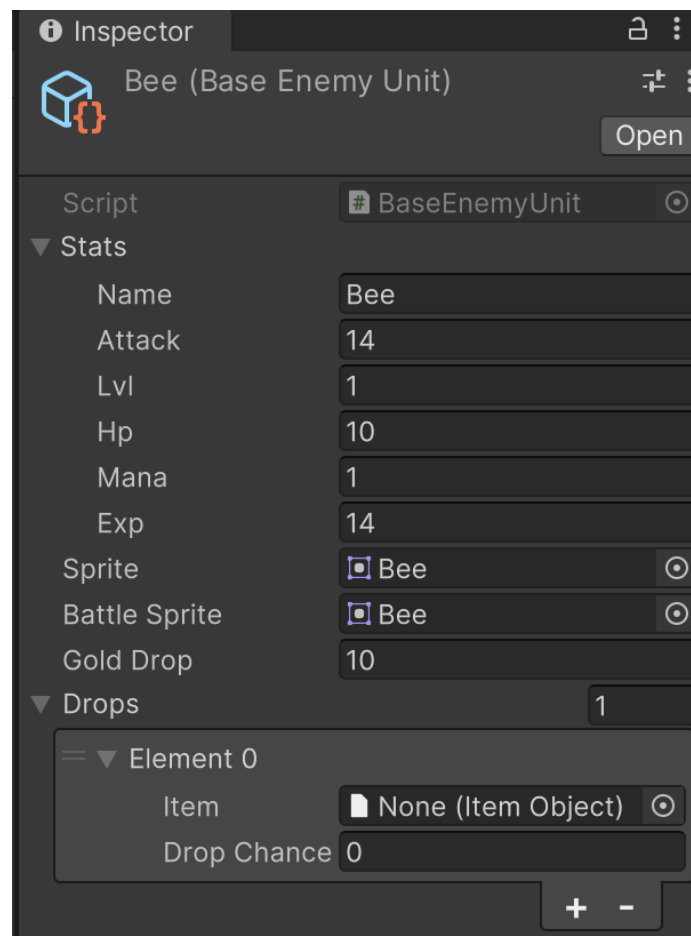 Inspector
Bee (Base Enemy Unit)
Open
Script # BaseEnemyUnit
Stats
Name Bee
Attack 14
Lvl 1
Hp 10
Mana 1
Exp 14
Sprite Bee
Battle Sprite Bee
Gold Drop 10
Drops 1
Element 0
Item None (Item Object)
Drop Chance 0
+ -